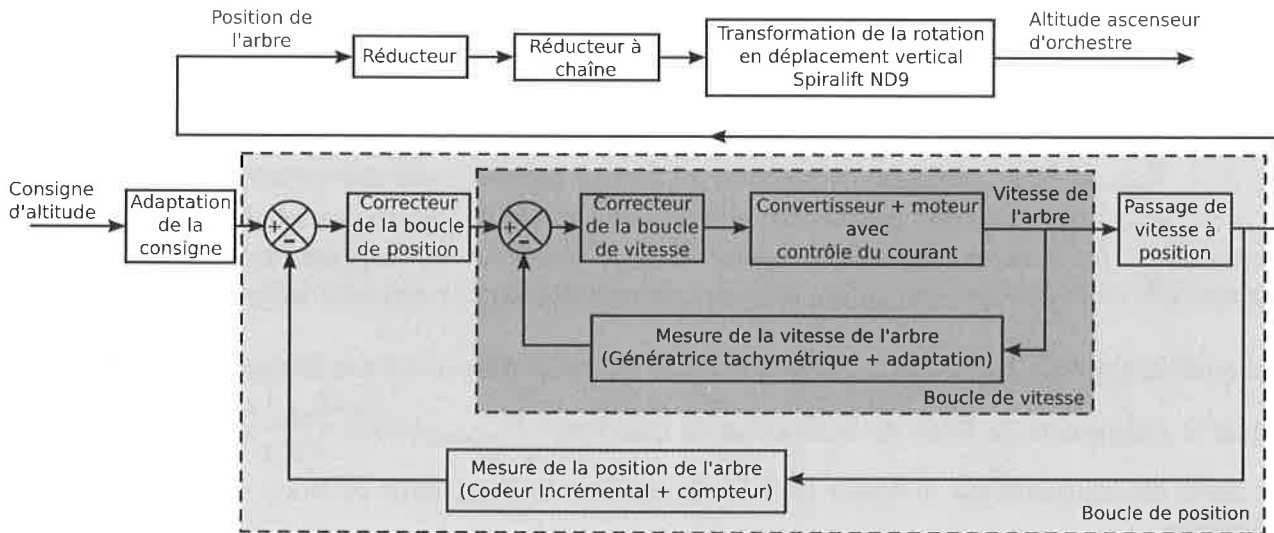 Position de
l'arbre
Réducteur
Réducteur à
chaîne
Transformation de la rotation
en déplacement vertical
Spiralift ND9
Altitude ascenseur
d'orchestre
Consigne
d'altitude
Adaptation
de la
consigne
+
-
Correcteur
de la boucle
de position
+
-
Correcteur
de la boucle
de vitesse
Convertisseur + moteur
avec
contrôle du courant
Vitesse de
l'arbre
Passage de
vitesse à
position
Mesure de la vitesse de l'arbre
(Génératrice tachymétrique + adaptation)
Boucle de vitesse
Mesure de la position de l'arbre
(Codeur Incrémental + compteur)
Boucle de position